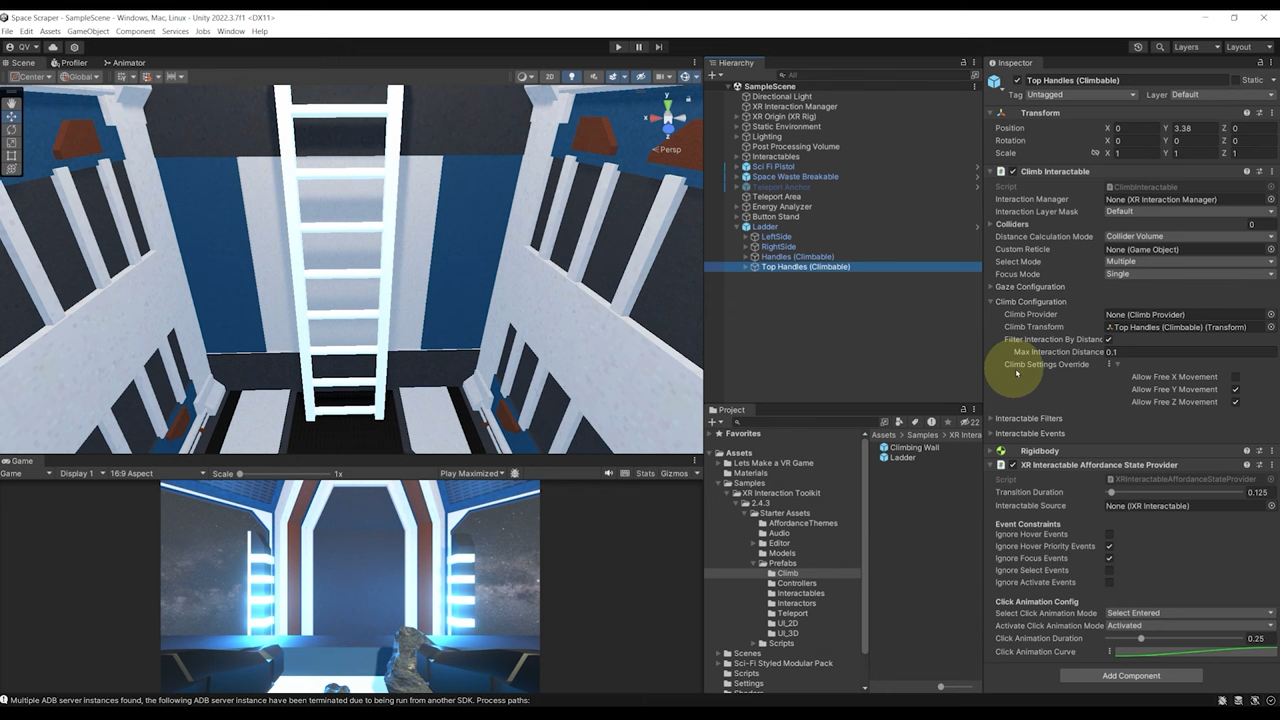 Space Scraper - SampleScene - Windows, Mac, Linux - Unity 2022.3.7f1 <DX11>
File Edit Assets GameObject Component Services Jobs Window Help
QV Layers Layout
Scene Profiler Animator
Center Global 2D
y
x
Persp
Hierarchy
All
SampleScene
Directional Light
XR Interaction Manager
XR Origin (XR Rig)
Static Environment
Lighting
Post Processing Volume
Interactables
Sci Fi Pistol
Space Waste Breakable
Teleport Anchor
Teleport Area
Energy Analyzer
Button Stand
Ladder
LeftSide
RightSide
Handles (Climbable)
Top Handles (Climbable)
Inspector
Top Handles (Climbable) Static
Tag Untagged Layer Default
Transform
Position X 0 Y 3.38 Z 0
Rotation X 0 Y 0 Z 0
Scale X 1 Y 1 Z 1
Climb Interactable
Script ClimbInteractable
Interaction Manager None (XR Interaction Manager)
Interaction Layer Mask Default
Colliders 0
Distance Calculation Mode Collider Volume
Custom Reticle None (Game Object)
Select Mode Multiple
Focus Mode Single
Gaze Configuration
Climb Configuration
Climb Provider None (Climb Provider)
Climb Transform Top Handles (Climbable) (Transform)
Filter Interaction By Distanc
Max Interaction Distance 0.1
Climb Settings Override
Allow Free X Movement
Allow Free Y Movement
Allow Free Z Movement
Interactable Filters
Interactable Events
Rigidbody
XR Interactable Affordance State Provider
Script XRInteractableAffordanceStateProvider
Transition Duration 0.125
Interactable Source None (IXR Interactable)
Event Constraints
Ignore Hover Events
Ignore Hover Priority Events
Ignore Focus Events
Ignore Select Events
Ignore Activate Events
Click Animation Config
Select Click Animation Mode Select Entered
Activate Click Animation Mode Activated
Click Animation Duration 0.25
Click Animation Curve
Add Component
Project
22
Favorites
Assets
Lets Make a VR Game
Materials
Samples
XR Interaction Toolkit
2.4.3
Starter Assets
AffordanceThemes
Audio
Editor
Models
Prefabs
Climb
Controllers
Interactables
Interactors
Teleport
UI_2D
UI_3D
Scripts
Scenes
Sci-Fi Styled Modular Pack
Scripts
Settings
Assets Samples XR Intera
Climbing Wall
Ladder
Game
Game Display 1 16:9 Aspect Scale 1x Play Maximized Stats Gizmos
Multiple ADB server instances found, the following ADB server instance have been terminated due to being run from another SDK. Process paths: